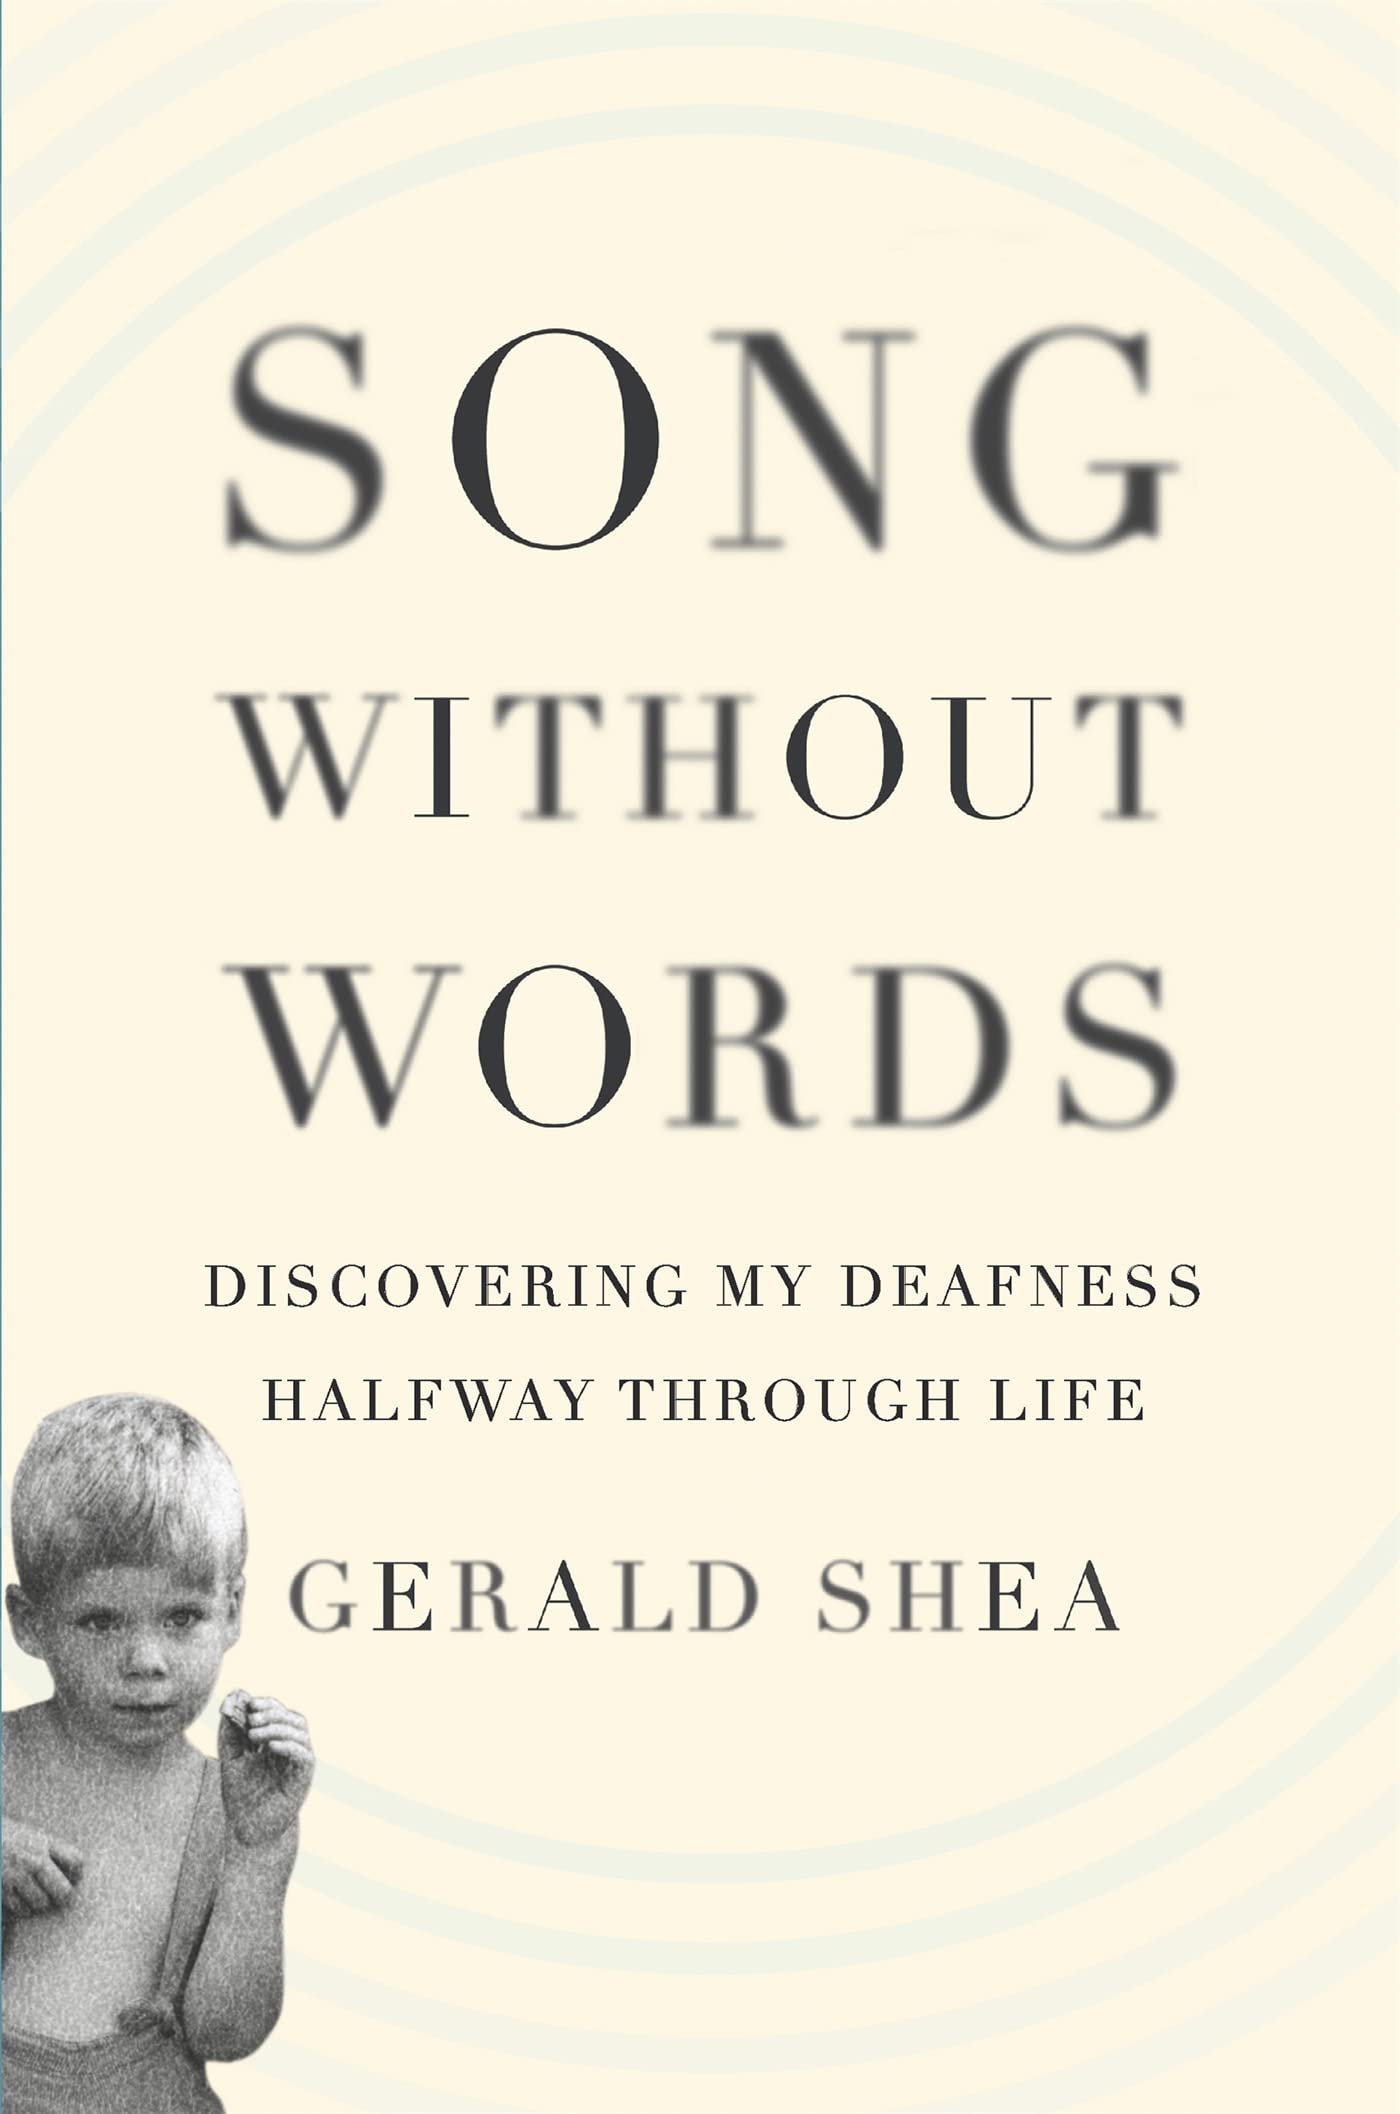 SONG
WITHOUT
WORDS
DISCOVERING MY DEAFNESS
HALFWAY THROUGH LIFE
GERALD SHEA